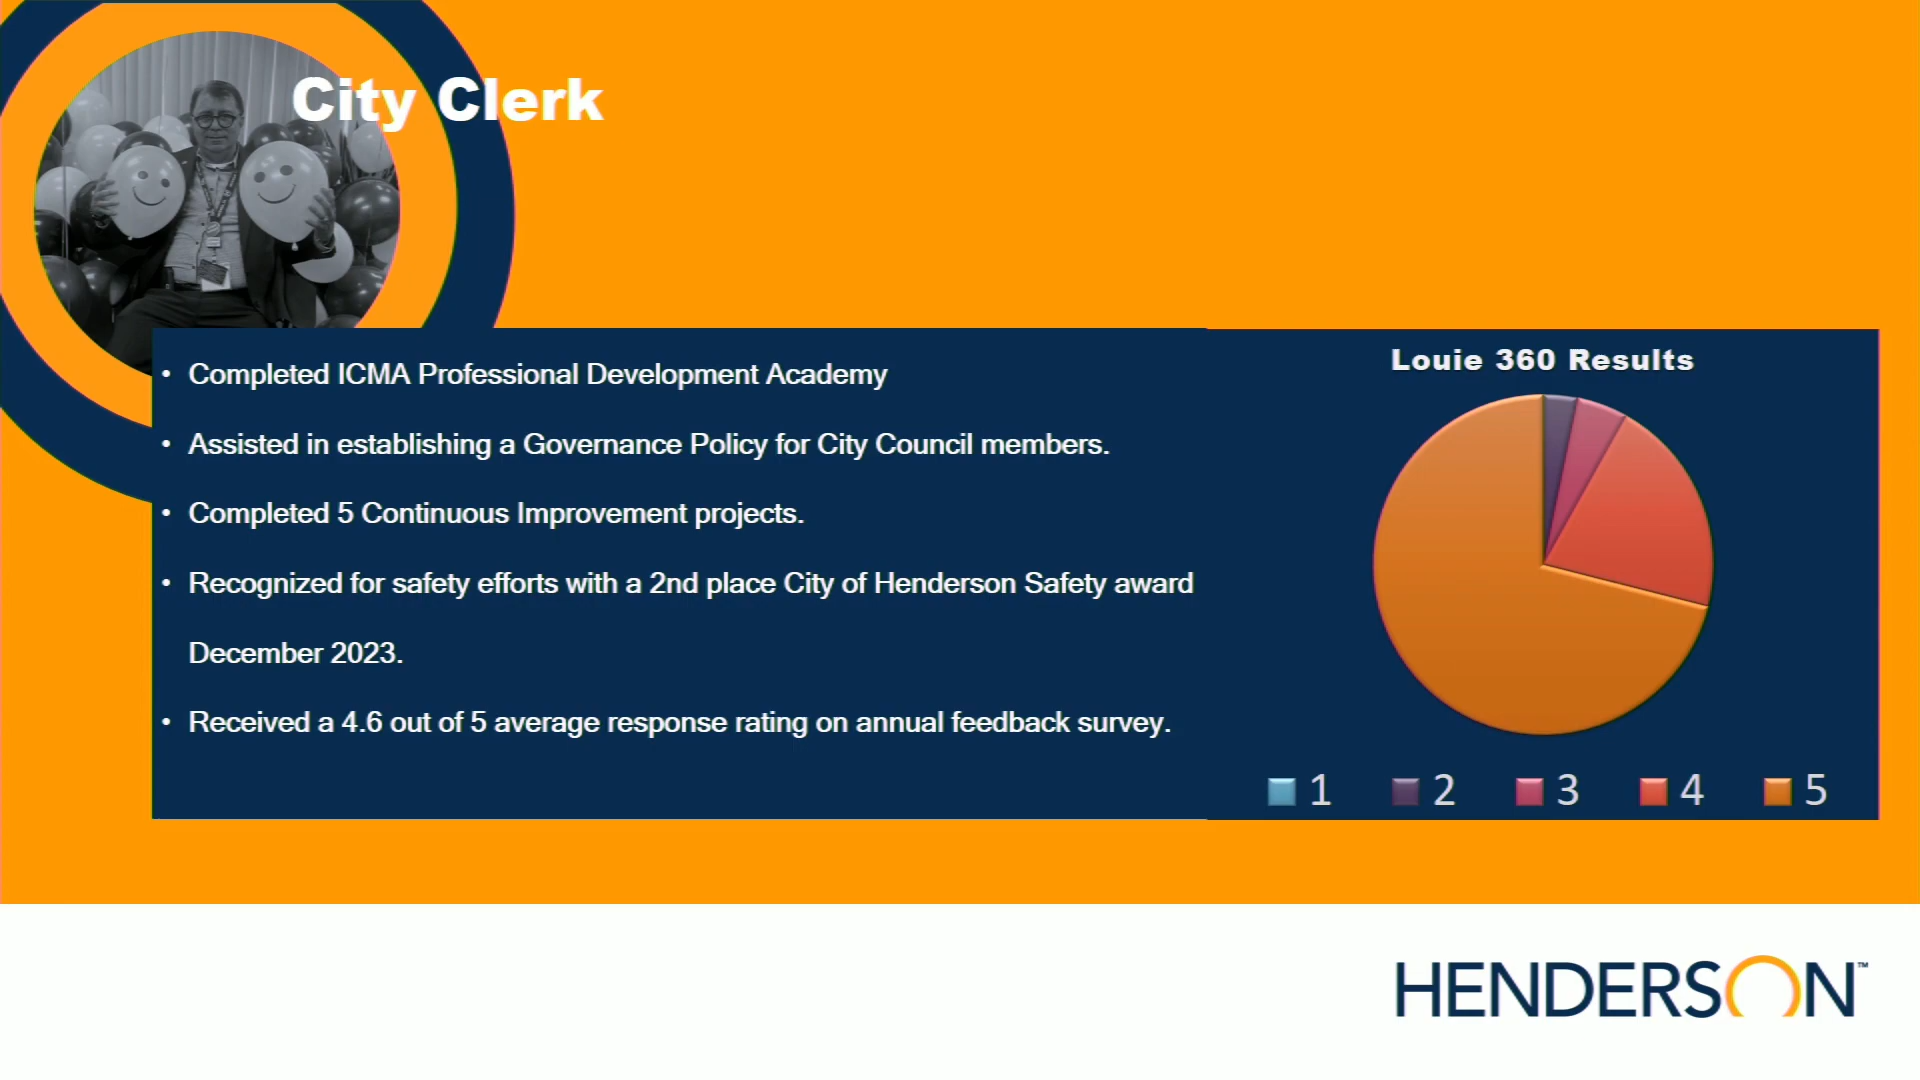 City Clerk
• Completed ICMA Professional Development Academy
• Assisted in establishing a Governance Policy for City Council members.
• Completed 5 Continuous Improvement projects.
• Recognized for safety efforts with a 2nd place City of Henderson Safety award
December 2023.
• Received a 4.6 out of 5 average response rating on annual feedback survey.
Louie 360 Results
1 2 3 4 5
HENDERSON™